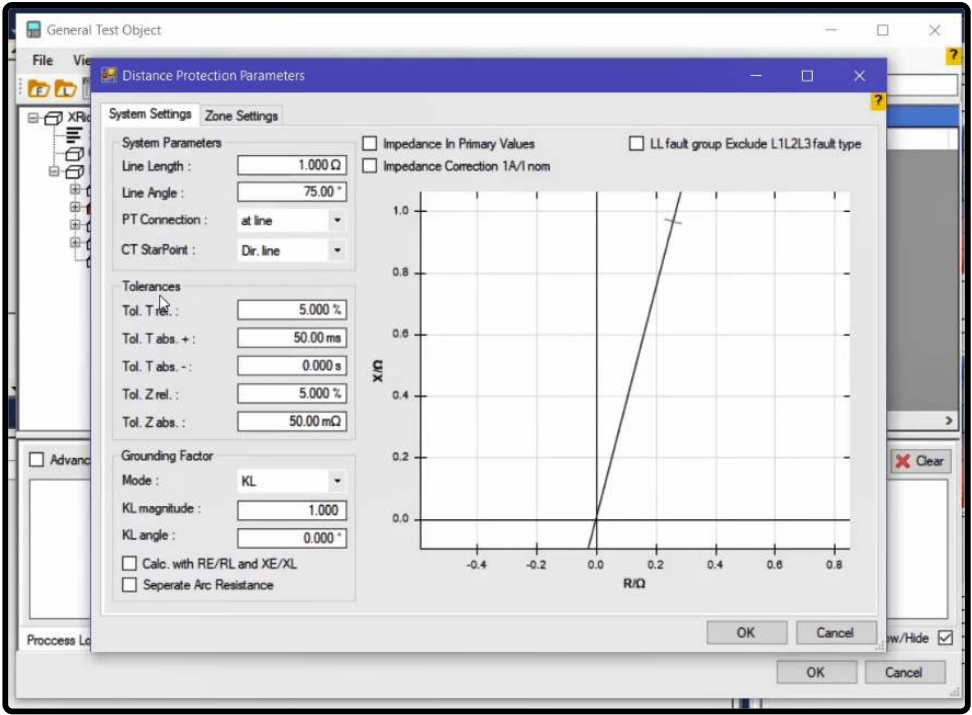 General Test Object
File Vie
?
Distance Protection Parameters
?
XRio
System Settings Zone Settings
System Parameters
Line Length : 1.000 Ω
Line Angle : 75.00 °
PT Connection : at line
CT StarPoint : Dir. line
Tolerances
Tol. T rel. : 5.000 %
Tol. T abs. + : 50.00 ms
Tol. T abs. - : 0.000 s
Tol. Z rel. : 5.000 %
Tol. Z abs. : 50.00 mΩ
Grounding Factor
Mode : KL
KL magnitude : 1.000
KL angle : 0.000 °
Calc. with RE/RL and XE/XL
Seperate Arc Resistance
Impedance In Primary Values
LL fault group Exclude L1L2L3 fault type
Impedance Correction 1A/I nom
1.0
0.8
0.6
X/Ω
0.4
0.2
0.0
-0.4 -0.2 0.0 0.2 0.4 0.6 0.8
R/Ω
OK Cancel
Advanc
Clear
Proccess Lo
ow/Hide
OK Cancel